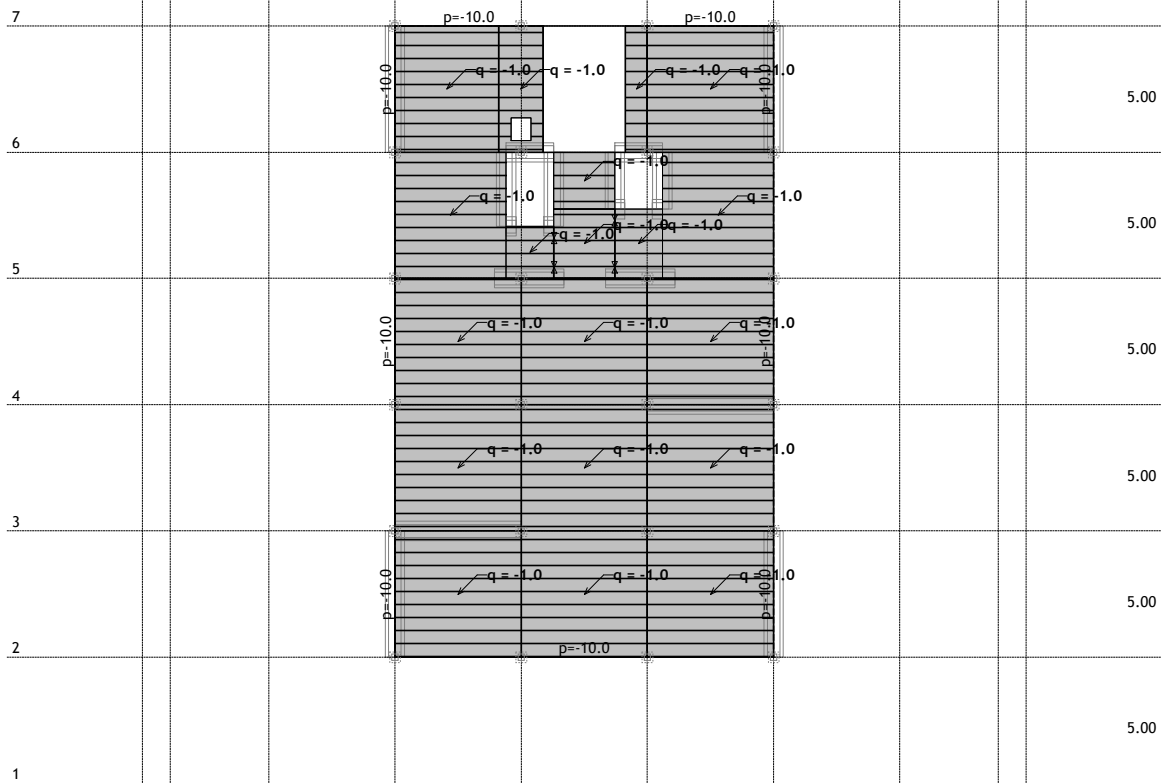 7
p=-10.0
p=-10.0
p=-10.0
q = -1.0
q = -1.0
q = -1.0
q = -1.0
p=-10.0
5.00
6
q = -1.0
q = -1.0
q = -1.0
5.00
q = -1.0
q = -1.0
q = -1.0
5
p=-10.0
q = -1.0
q = -1.0
q = -1.0
p=-10.0
5.00
4
q = -1.0
q = -1.0
q = -1.0
5.00
3
p=-10.0
q = -1.0
q = -1.0
q = -1.0
p=-10.0
5.00
2
p=-10.0
5.00
1